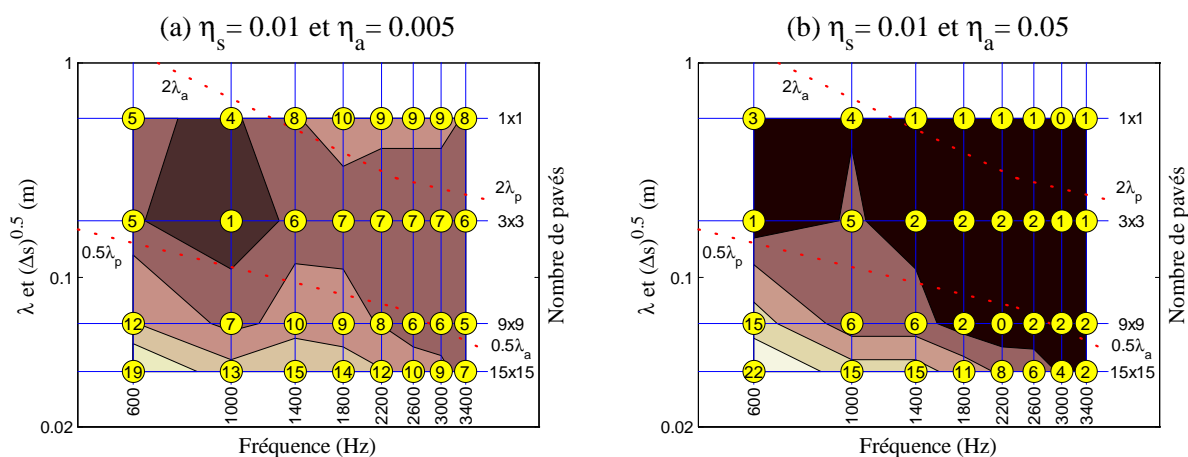 (a) ηs = 0.01 et ηa = 0.005
1
0.1
0.02
λ et (Δs)^0.5 (m)
2λa
2λp
0.5λp
0.5λa
5 4 8 10 9 9 9 8 1x1
5 1 6 7 7 7 7 6 3x3
12 7 10 9 8 6 6 5 9x9
19 13 15 14 12 10 9 7 15x15
600 1000 1400 1800 2200 2600 3000 3400
Fréquence (Hz)
Nombre de pavés
(b) ηs = 0.01 et ηa = 0.05
1
0.1
0.02
λ et (Δs)^0.5 (m)
2λa
2λp
0.5λp
0.5λa
3 4 1 1 1 1 0 1 1x1
1 5 2 2 2 2 1 1 3x3
15 6 6 2 0 2 2 2 9x9
22 15 15 11 8 6 4 2 15x15
600 1000 1400 1800 2200 2600 3000 3400
Fréquence (Hz)
Nombre de pavés